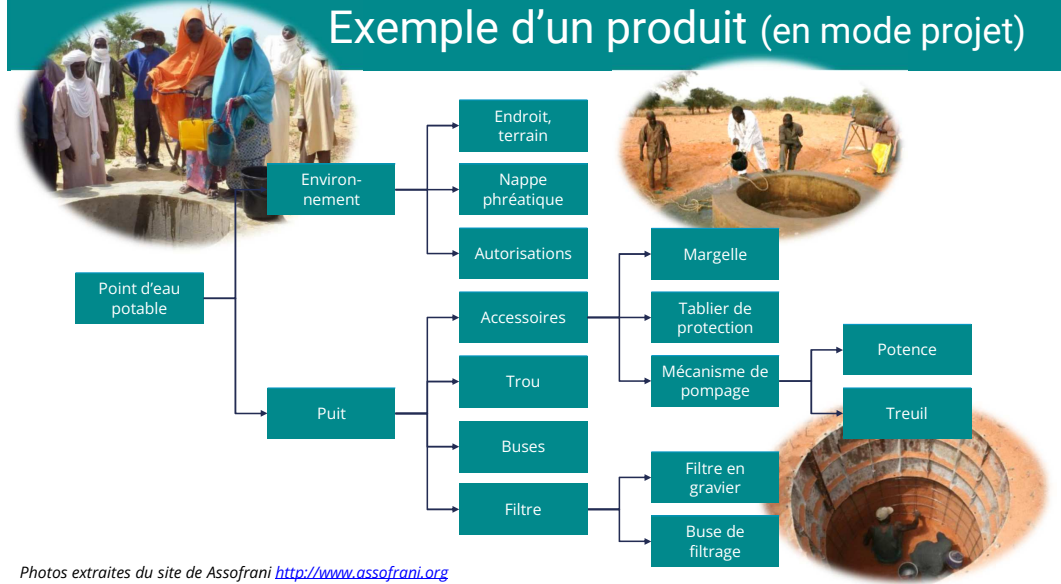 Exemple d’un produit (en mode projet)
Endroit,
terrain
Environ-
nement
Nappe
phréatique
Autorisations
Margelle
Point d’eau
potable
Accessoires
Tablier de
protection
Potence
Trou
Mécanisme de
pompage
Puit
Treuil
Buses
Filtre en
gravier
Filtre
Buse de
filtrage
Photos extraites du site de Assofrani http://www.assofrani.org